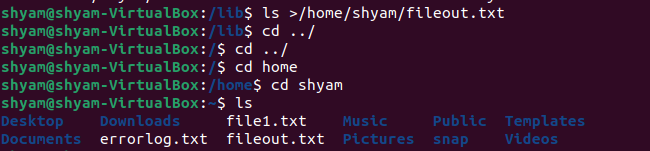 shyam@shyam-VirtualBox:/lib$ ls >/home/shyam/fileout.txt
shyam@shyam-VirtualBox:/lib$ cd ../
shyam@shyam-VirtualBox:/$ cd ../
shyam@shyam-VirtualBox:/$ cd home
shyam@shyam-VirtualBox:/home$ cd shyam
shyam@shyam-VirtualBox:~$ ls
Desktop    Downloads     file1.txt    Music     Public  Templates
Documents  errorlog.txt  fileout.txt  Pictures  snap    Videos